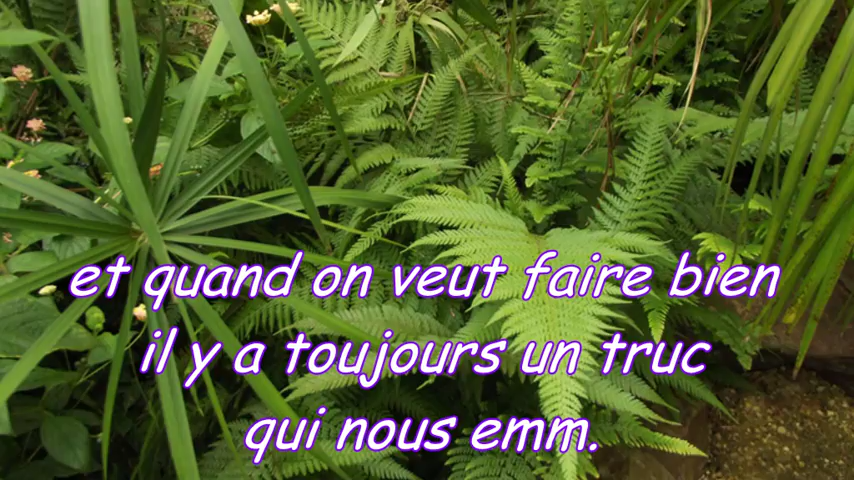 et quand on veut faire bien
il y a toujours un truc
qui nous emm.